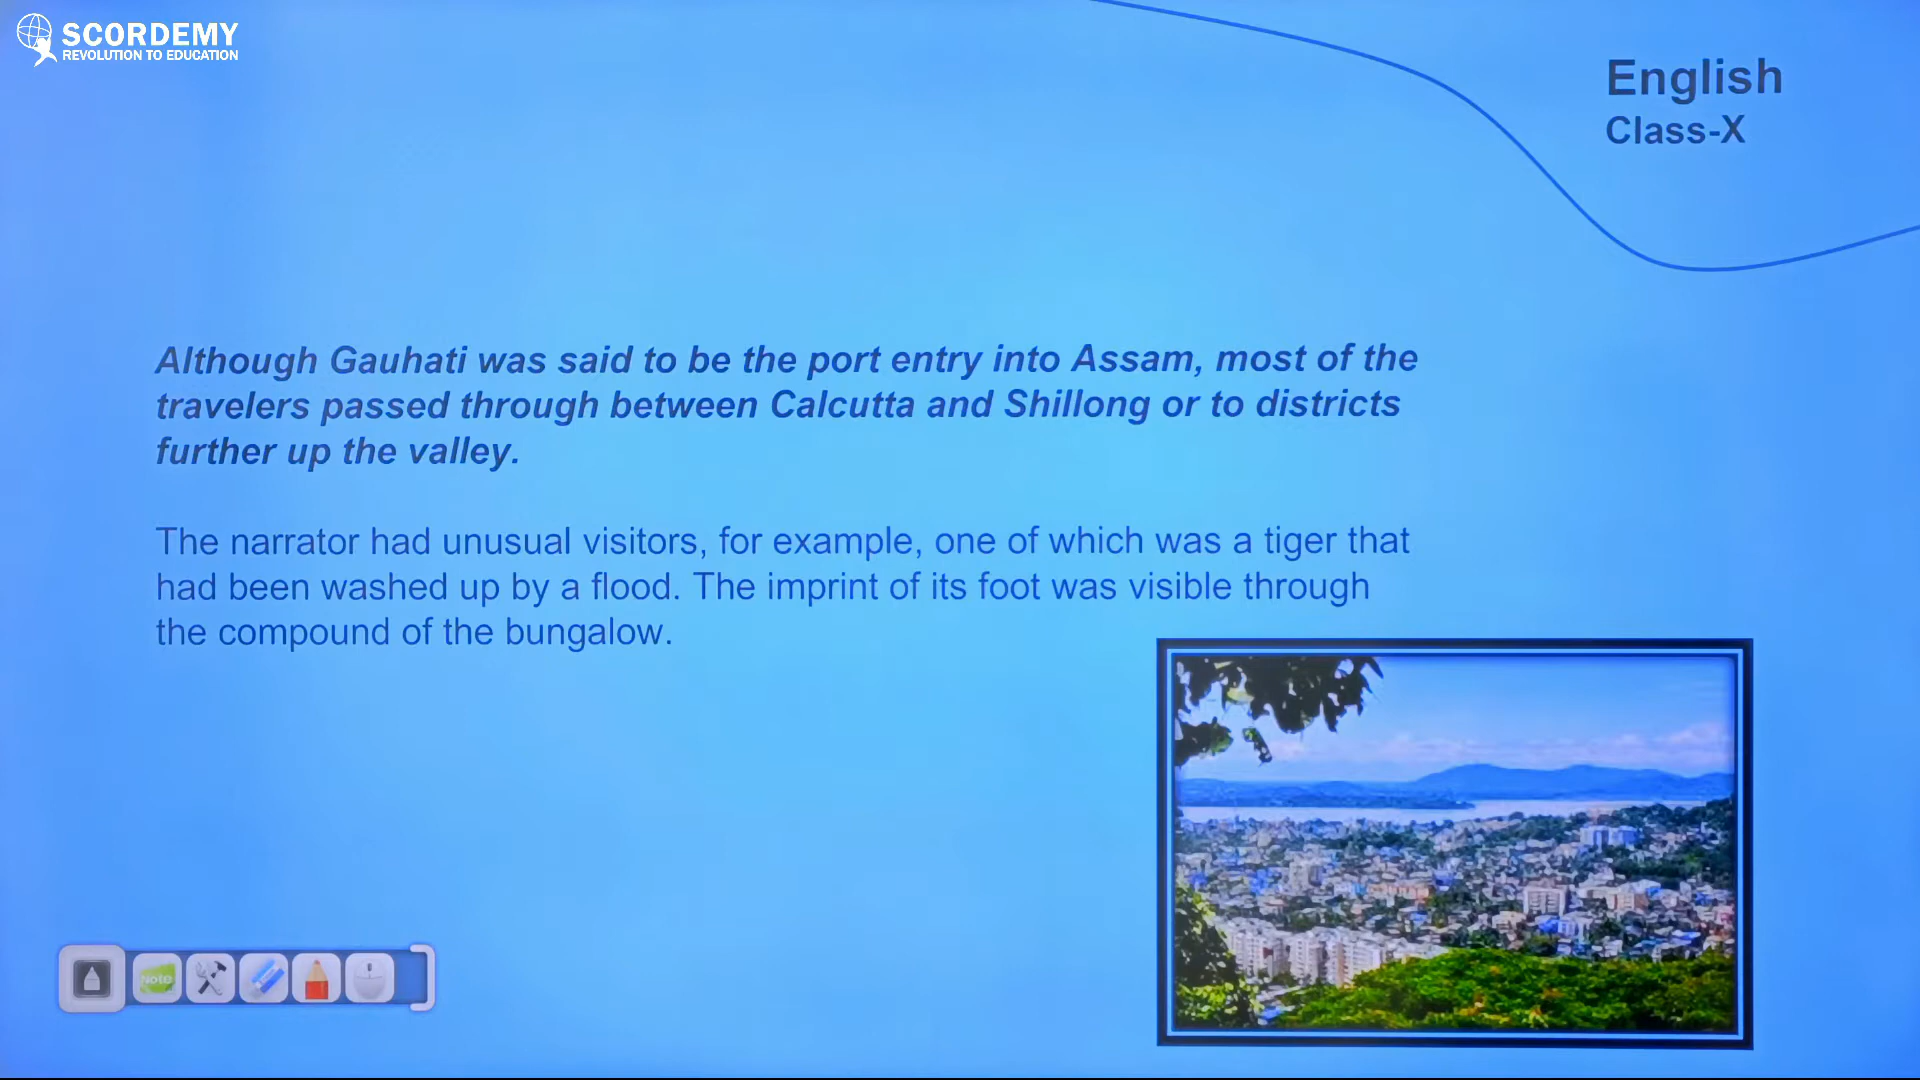 SCORDEMY
REVOLUTION TO EDUCATION
English
Class-X
Although Gauhati was said to be the port entry into Assam, most of the
travelers passed through between Calcutta and Shillong or to districts
further up the valley.
The narrator had unusual visitors, for example, one of which was a tiger that
had been washed up by a flood. The imprint of its foot was visible through
the compound of the bungalow.
Note